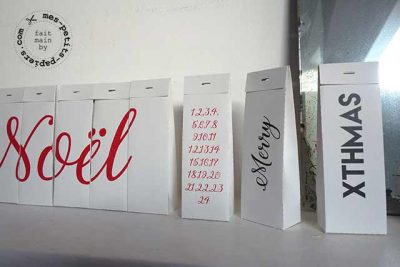 mes-petits-papiers.com
fait
main
by
Noël
1,2,3,4,
5,6,7,8
9,10,11
12,13,14
15,16,17
18,19,20
21,22,23
24
Merry
XTHMAS